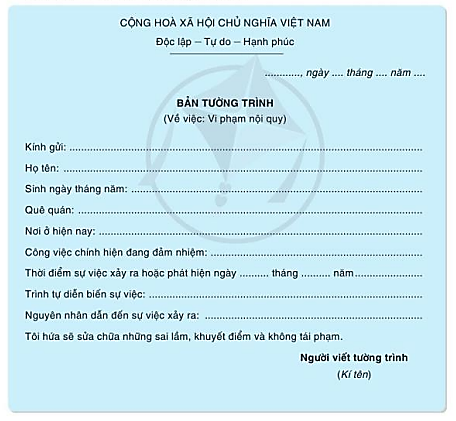 CỘNG HOÀ XÃ HỘI CHỦ NGHĨA VIỆT NAM
Độc lập – Tự do – Hạnh phúc
............, ngày .... tháng .... năm ....
BẢN TƯỜNG TRÌNH
(Về việc: Vi phạm nội quy)
Kính gửi: ..........................................................................................
Họ tên: ..........................................................................................
Sinh ngày tháng năm: ..........................................................................
Quê quán: ..........................................................................................
Nơi ở hiện nay: ..................................................................................
Công việc chính hiện đang đảm nhiệm: ......................................................
Thời điểm sự việc xảy ra hoặc phát hiện ngày .......... tháng .......... năm....................
Trình tự diễn biến sự việc: ......................................................................
Nguyên nhân dẫn đến sự việc xảy ra: ........................................................
Tôi hứa sẽ sửa chữa những sai lầm, khuyết điểm và không tái phạm.
Người viết tường trình
(Kí tên)